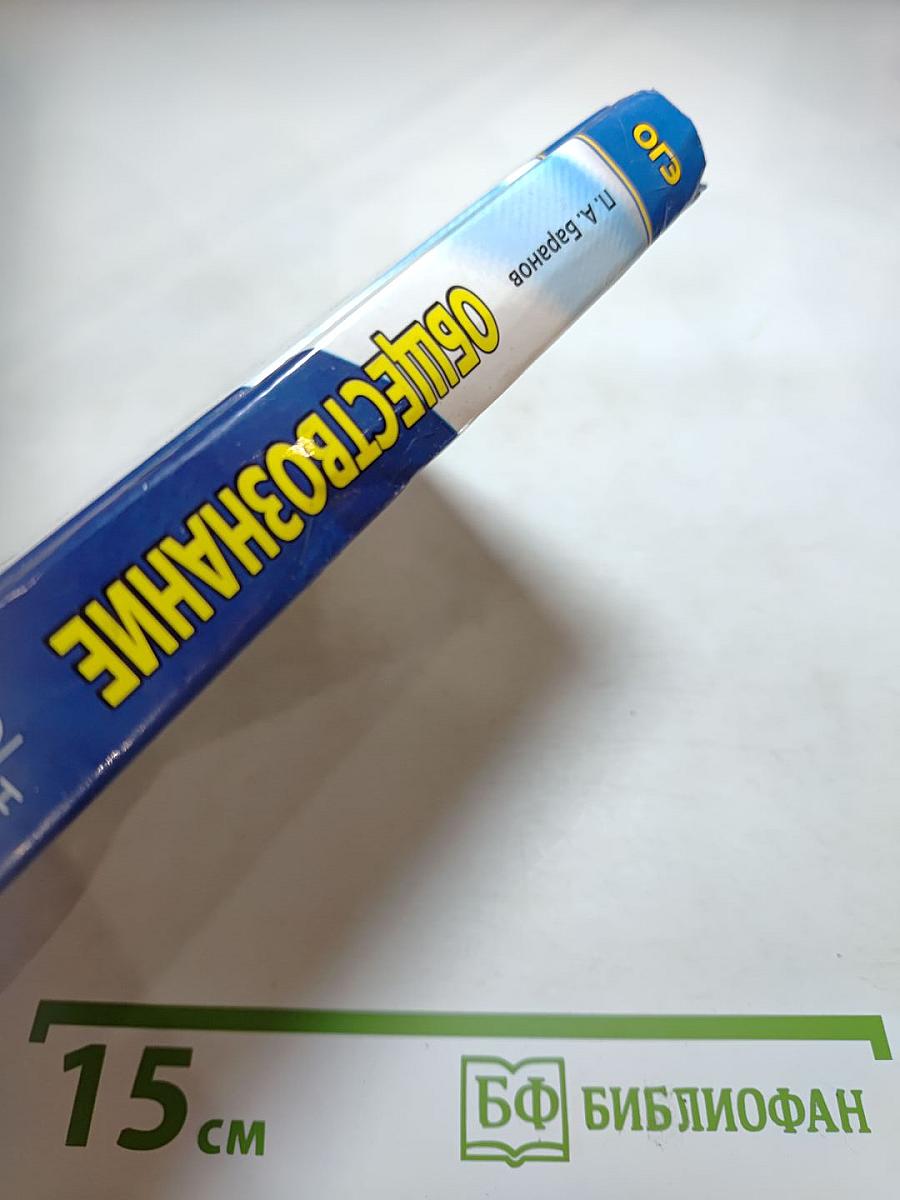 ОГЭ
П. А. Баранов
ОБЩЕСТВОЗНАНИЕ
15 см
БФ БИБЛИОФАН